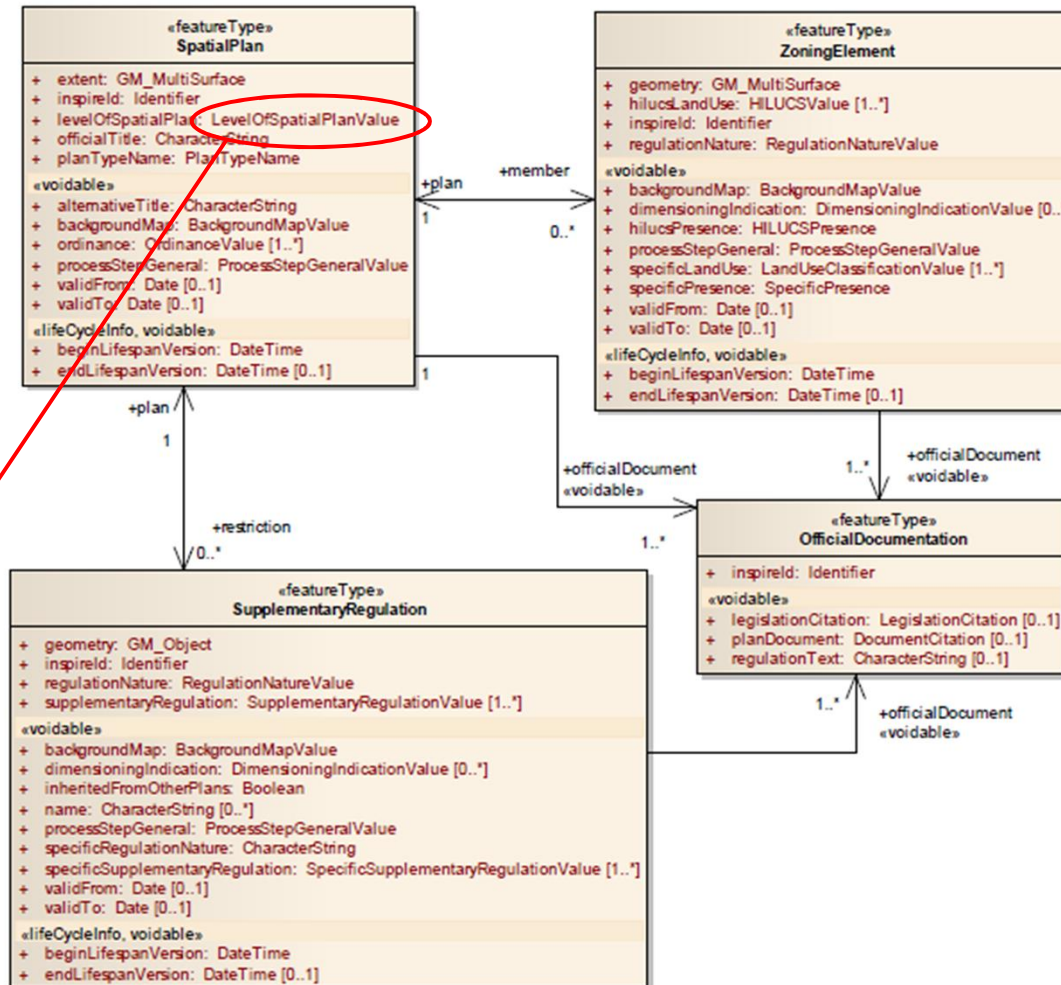 «featureType»
SpatialPlan
+ extent: GM_MultiSurface
+ inspireId: Identifier
+ levelOfSpatialPlan: LevelOfSpatialPlanValue
+ officialTitle: CharacterString
+ planTypeName: PlanTypeName
«voidable»
+ alternativeTitle: CharacterString
+ backgroundMap: BackgroundMapValue
+ ordinance: OrdinanceValue [1..*]
+ processStepGeneral: ProcessStepGeneralValue
+ validFrom: Date [0..1]
+ validTo: Date [0..1]
«lifeCycleInfo, voidable»
+ beginLifespanVersion: DateTime
+ endLifespanVersion: DateTime [0..1]
+plan
1
+member
0..*
«featureType»
ZoningElement
+ geometry: GM_MultiSurface
+ hilucsLandUse: HILUCSValue [1..*]
+ inspireId: Identifier
+ regulationNature: RegulationNatureValue
«voidable»
+ backgroundMap: BackgroundMapValue
+ dimensioningIndication: DimensioningIndicationValue [0..
+ hilucsPresence: HILUCSPresence
+ processStepGeneral: ProcessStepGeneralValue
+ specificLandUse: LandUseClassificationValue [1..*]
+ specificPresence: SpecificPresence
+ validFrom: Date [0..1]
+ validTo: Date [0..1]
«lifeCycleInfo, voidable»
+ beginLifespanVersion: DateTime
+ endLifespanVersion: DateTime [0..1]
+plan
1
+restriction
0..*
1
+officialDocument
«voidable»
1..*
1..*
+officialDocument
«voidable»
«featureType»
OfficialDocumentation
+ inspireId: Identifier
«voidable»
+ legislationCitation: LegislationCitation [0..1]
+ planDocument: DocumentCitation [0..1]
+ regulationText: CharacterString [0..1]
1..*
+officialDocument
«voidable»
«featureType»
SupplementaryRegulation
+ geometry: GM_Object
+ inspireId: Identifier
+ regulationNature: RegulationNatureValue
+ supplementaryRegulation: SupplementaryRegulationValue [1..*]
«voidable»
+ backgroundMap: BackgroundMapValue
+ dimensioningIndication: DimensioningIndicationValue [0..*]
+ inheritedFromOtherPlans: Boolean
+ name: CharacterString [0..*]
+ processStepGeneral: ProcessStepGeneralValue
+ specificRegulationNature: CharacterString
+ specificSupplementaryRegulation: SpecificSupplementaryRegulationValue [1..*]
+ validFrom: Date [0..1]
+ validTo: Date [0..1]
«lifeCycleInfo, voidable»
+ beginLifespanVersion: DateTime
+ endLifespanVersion: DateTime [0..1]